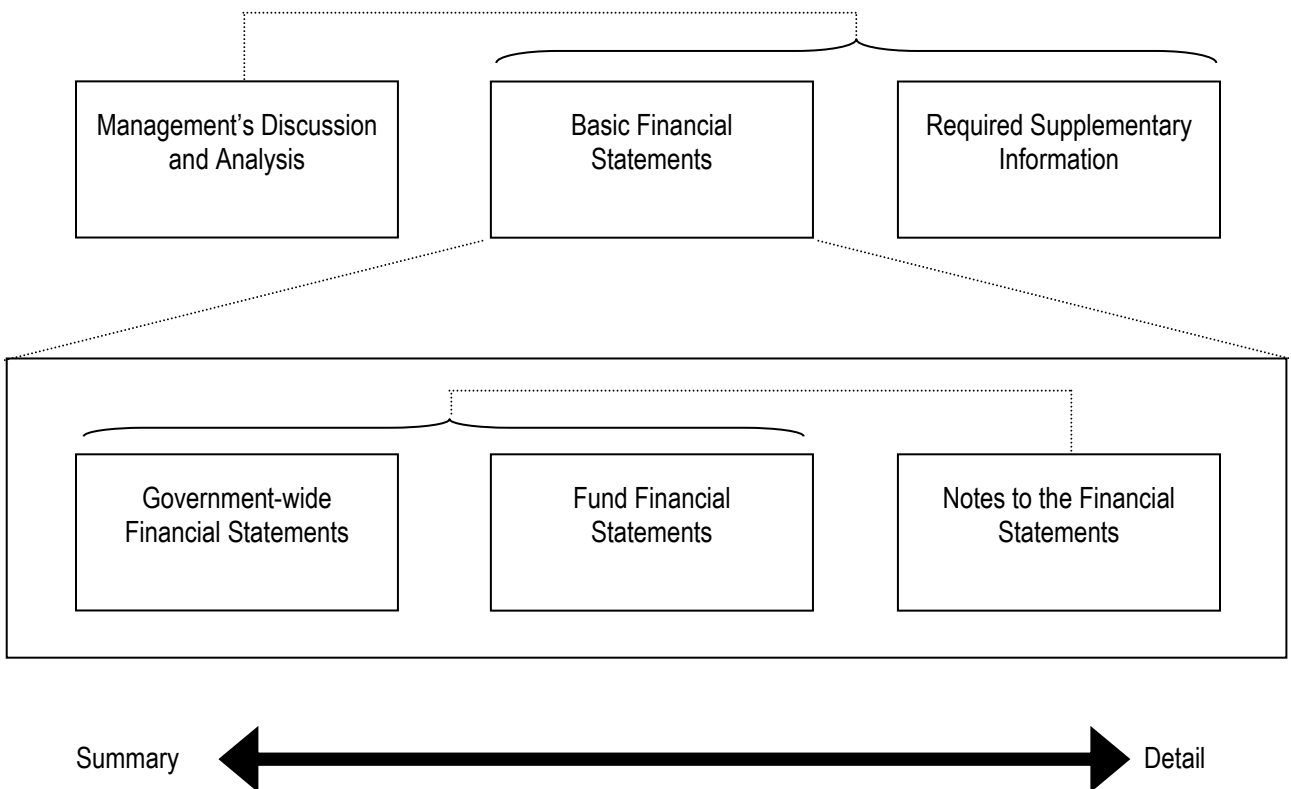 Management’s Discussion
and Analysis
Basic Financial
Statements
Required Supplementary
Information
Government-wide
Financial Statements
Fund Financial
Statements
Notes to the Financial
Statements
Summary
Detail